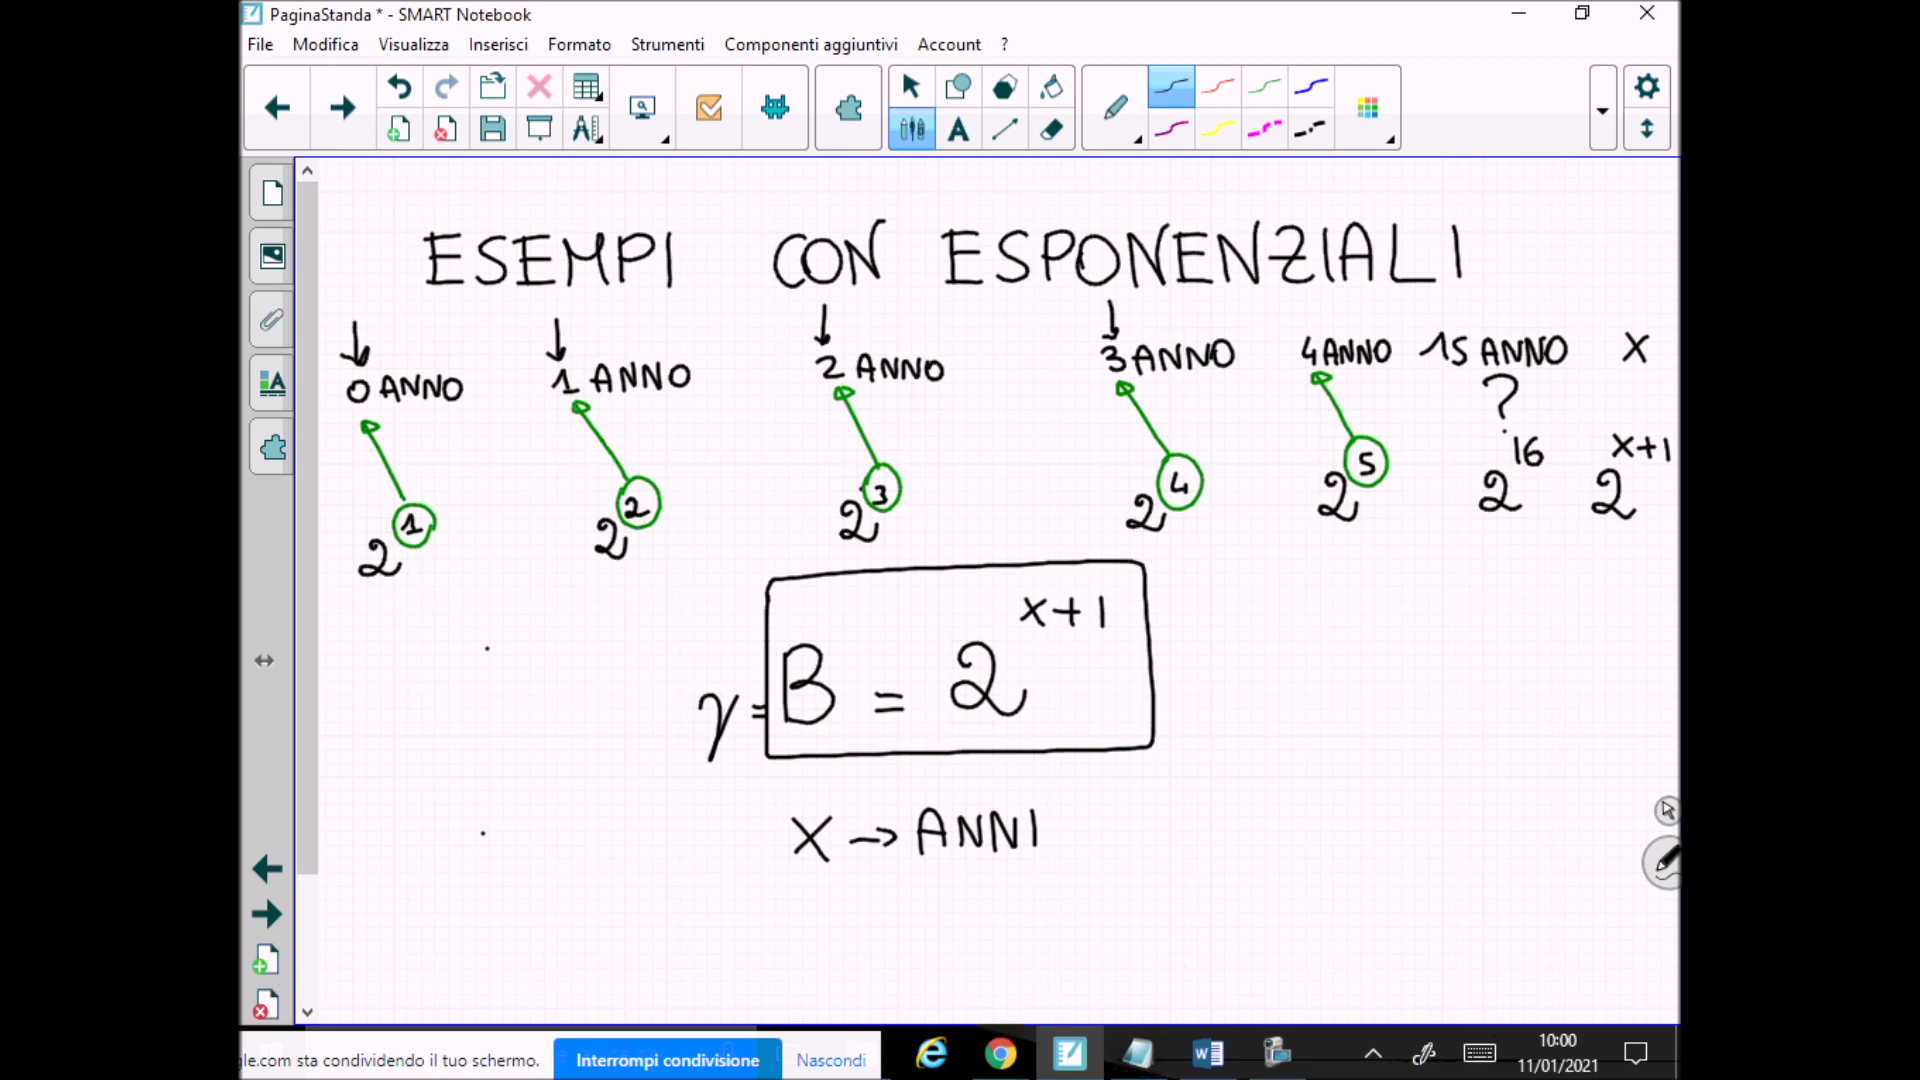 PaginaStanda * - SMART Notebook
File Modifica Visualizza Inserisci Formato Strumenti Componenti aggiuntivi Account ?
ESEMPI CON ESPONENZIALI
0 ANNO 1 ANNO 2 ANNO 3 ANNO 4 ANNO 15 ANNO x
?
2^1 2^2 2^3 2^4 2^5 2^16 2^x+1
y = B = 2^x+1
x → ANNI
gle.com sta condividendo il tuo schermo. Interrompi condivisione Nascondi
10:00
11/01/2021